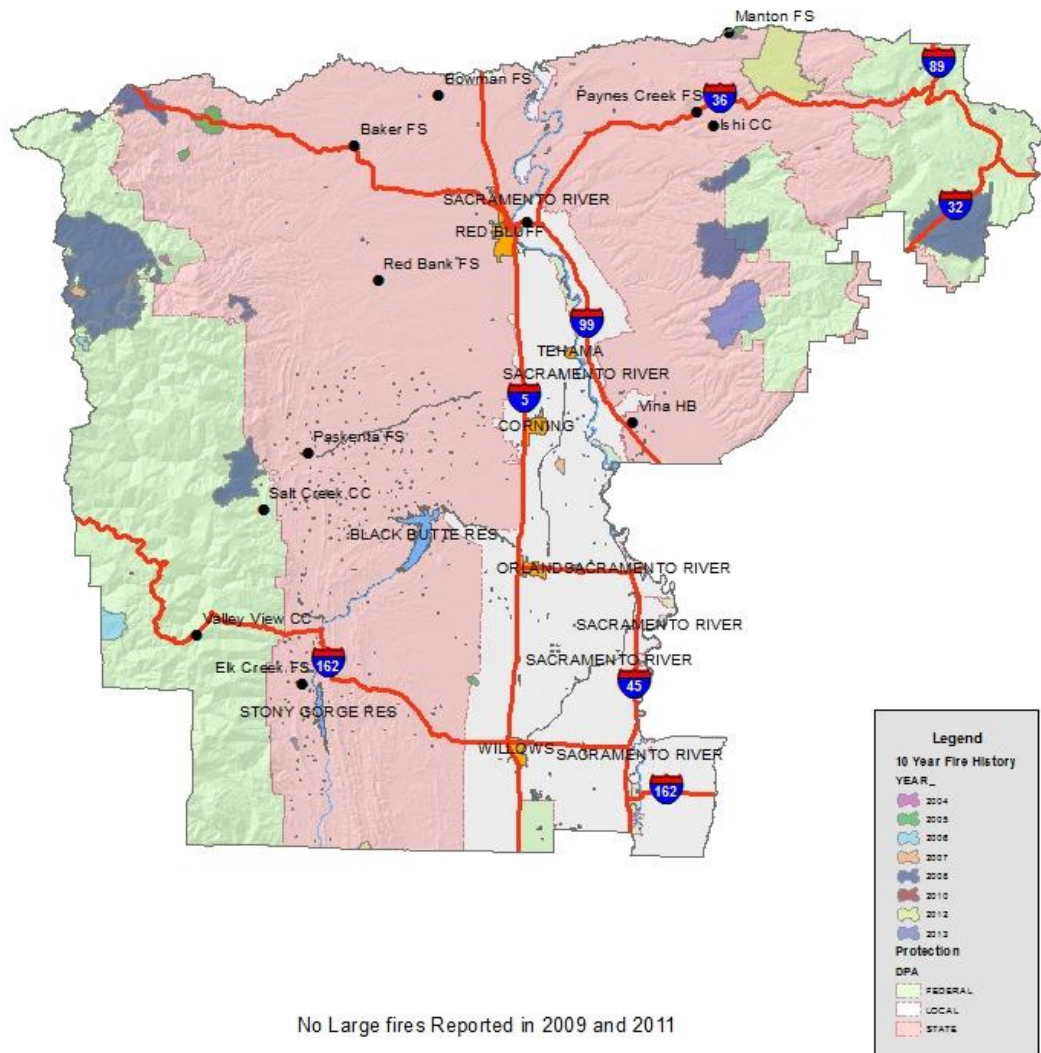 Manton FS
89
Bowman FS
Paynes Creek FS
36
Ishi CC
Baker FS
SACRAMENTO RIVER
32
RED BLUFF
Red Bank FS
99
TEHAMA
SACRAMENTO RIVER
5
Vina HB
CORNING
Paskenta FS
Salt Creek CC
BLACK BUTTE RES
ORLAND
SACRAMENTO RIVER
Valley View CC
SACRAMENTO RIVER
SACRAMENTO RIVER
Elk Creek FS
162
45
STONY GORGE RES
WILLOWS
SACRAMENTO RIVER
162
Legend
10 Year Fire History
YEAR_
2004
2005
2006
2007
2008
2010
2012
2013
Protection
DPA
FEDERAL
LOCAL
STATE
No Large fires Reported in 2009 and 2011